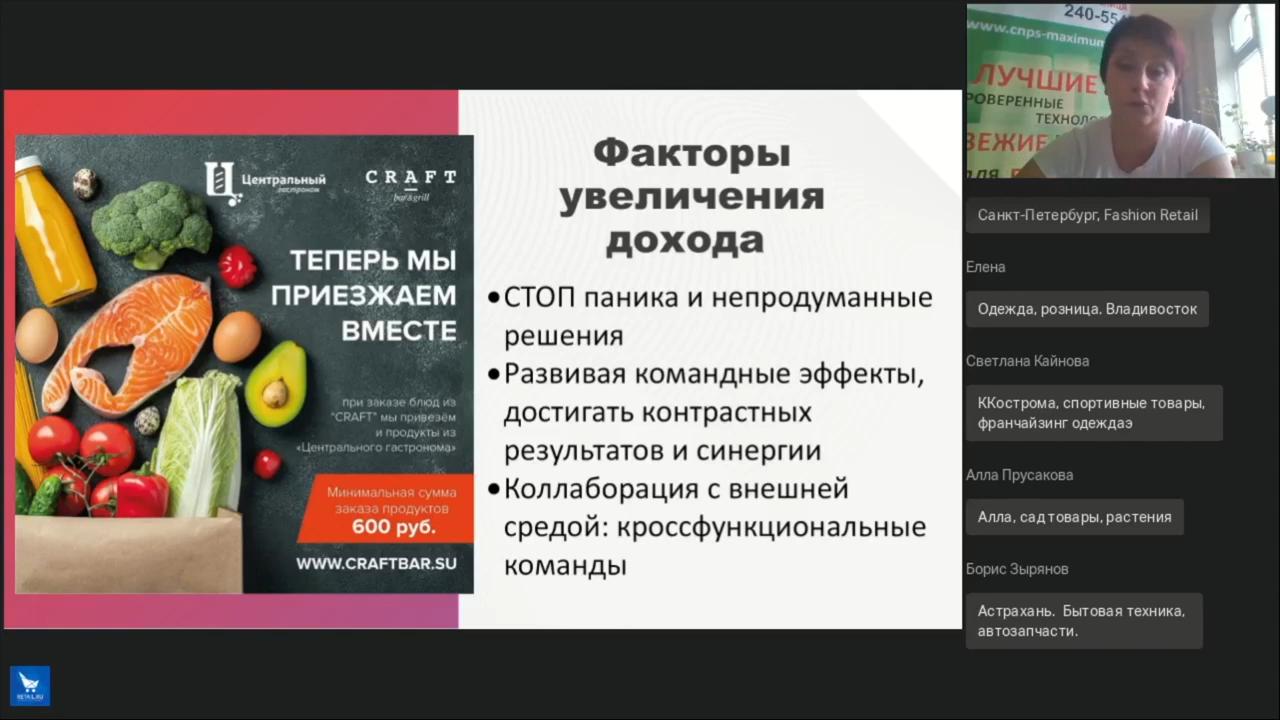 Центральный
гастроном
CRAFT
bar&grill
ТЕПЕРЬ МЫ
ПРИЕЗЖАЕМ
ВМЕСТЕ
при заказе блюд из
"CRAFT" мы привезём
и продукты из
«Центрального гастронома»
Минимальная сумма
заказа продуктов
600 руб.
WWW.CRAFTBAR.SU
Факторы
увеличения
дохода
•СТОП паника и непродуманные
решения
•Развивая командные эффекты,
достигать контрастных
результатов и синергии
•Коллаборация с внешней
средой: кроссфункциональные
команды
240-55
www.cnps-maximum
ЛУЧШИЕ
РОВЕРЕННЫЕ
ТЕХНОЛО
ВЕЖИЕ
Санкт-Петербург, Fashion Retail
Елена
Одежда, розница. Владивосток
Светлана Кайнова
ККострома, спортивные товары,
франчайзинг одеждаэ
Алла Прусакова
Алла, сад товары, растения
Борис Зырянов
Астрахань. Бытовая техника,
автозапчасти.
RETAIL.RU